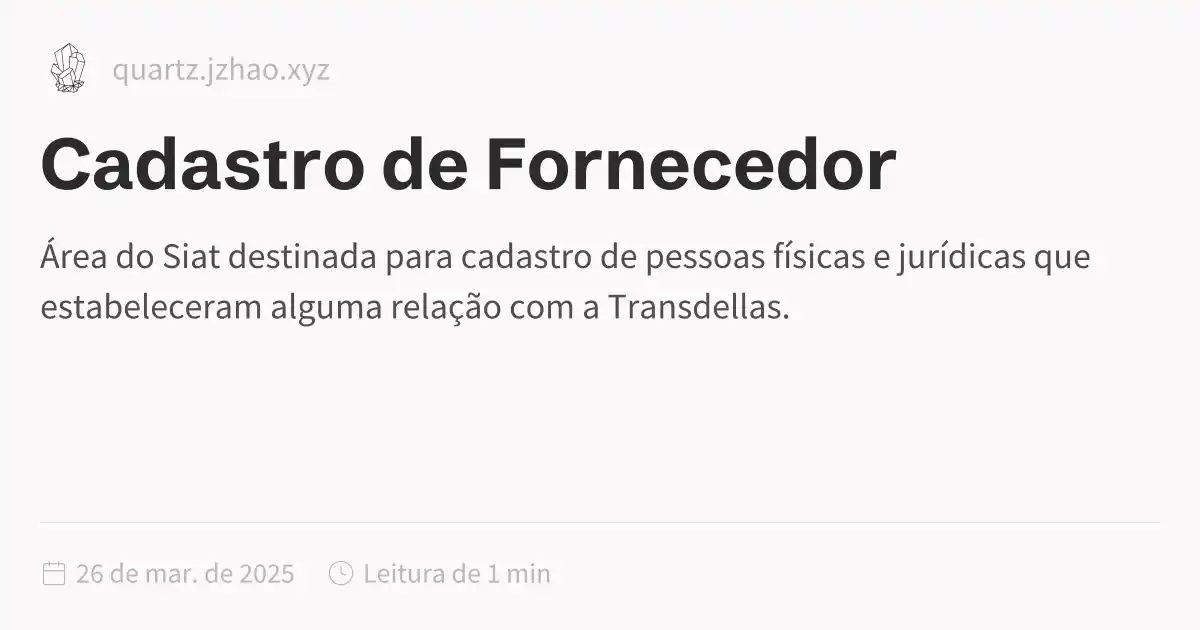 quartz.jzhao.xyz
Cadastro de Fornecedor
Área do Siat destinada para cadastro de pessoas físicas e jurídicas que
estabeleceram alguma relação com a Transdellas.
26 de mar. de 2025 Leitura de 1 min